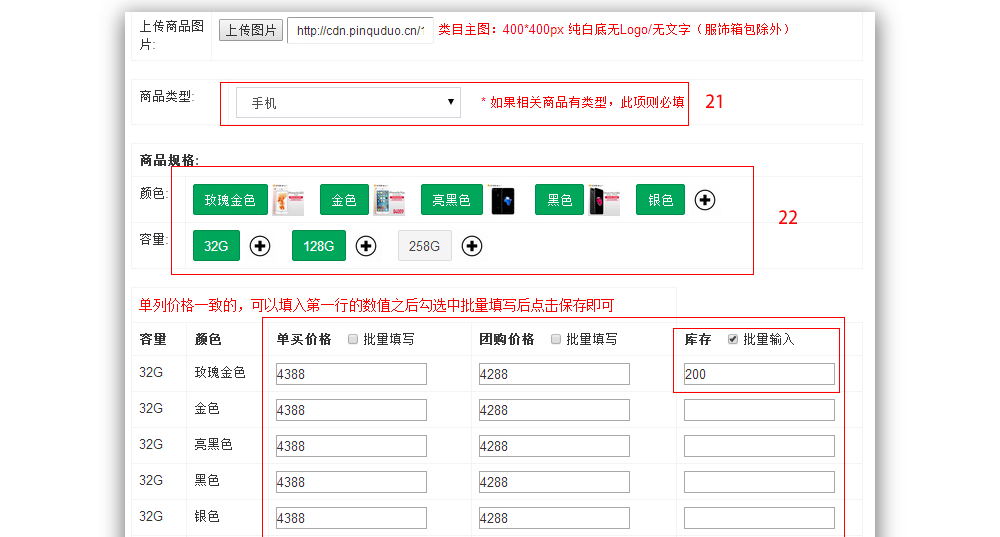 上传商品图片: 上传图片 http://cdn.pinquduo.cn/1 类目主图：400*400px 纯白底无Logo/无文字（服饰箱包除外）
商品类型: 手机 * 如果相关商品有类型，此项则必填 21
商品规格:
颜色: 玫瑰金色 金色 亮黑色 黑色 银色
22
容量: 32G 128G 258G
单列价格一致的，可以填入第一行的数值之后勾选中批量填写后点击保存即可
容量 颜色 单买价格 批量填写 团购价格 批量填写 库存 批量输入
32G 玫瑰金色 4388 4288 200
32G 金色 4388 4288
32G 亮黑色 4388 4288
32G 黑色 4388 4288
32G 银色 4388 4288